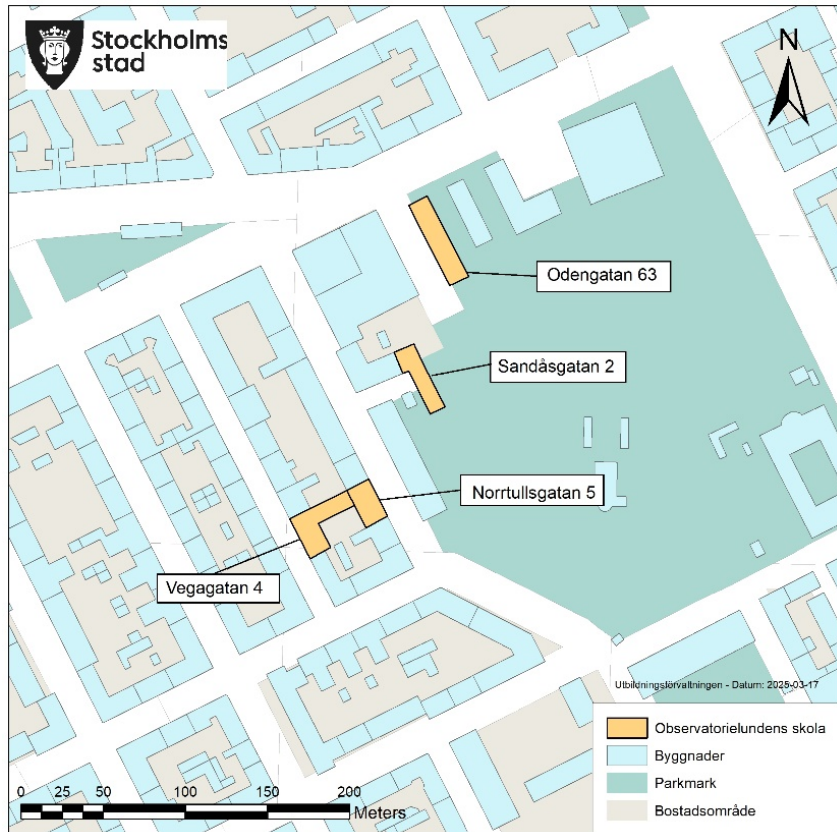 Stockholms
stad
N
Odengatan 63
Sandåsgatan 2
Norrtullsgatan 5
Vegagatan 4
Utbildningsförvaltningen - Datum: 2025-03-17
Observatorielundens skola
Byggnader
Parkmark
Bostadsområde
0 25 50 100 150 200
Meters